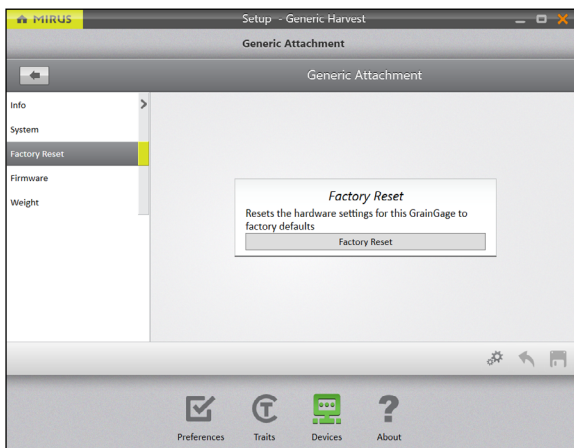 MIRUS
Setup - Generic Harvest
Generic Attachment
Generic Attachment
Info
System
Factory Reset
Firmware
Weight
Factory Reset
Resets the hardware settings for this GrainGage to
factory defaults
Factory Reset
Preferences
Traits
Devices
About